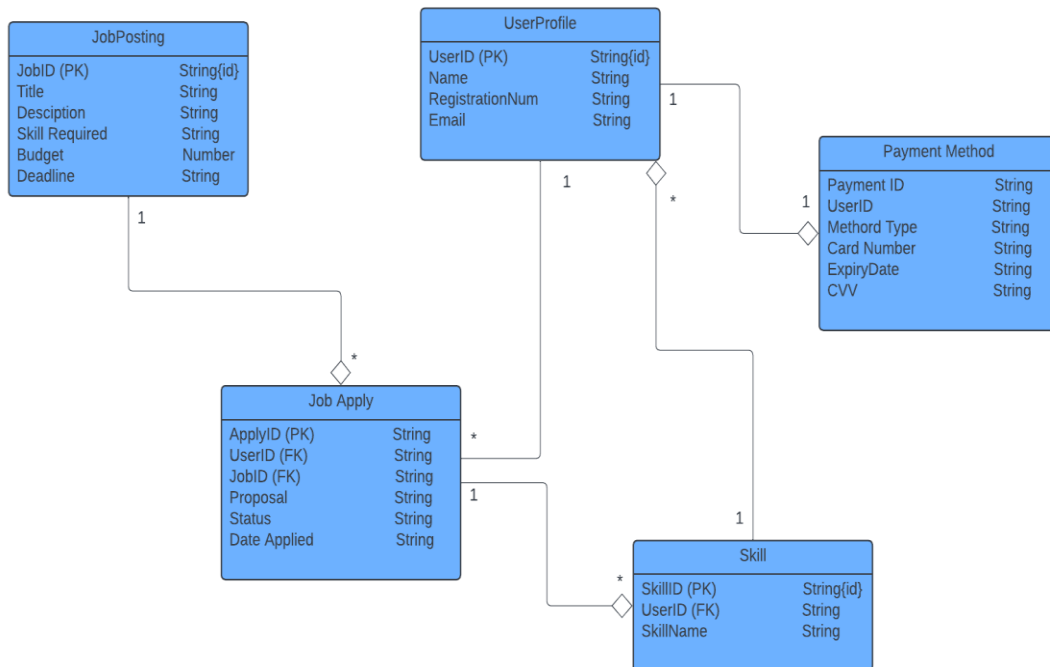 JobPosting
JobID (PK) String{id}
Title String
Desciption String
Skill Required String
Budget Number
Deadline String
1
UserProfile
UserID (PK) String{id}
Name String
RegistrationNum String
Email String
1
1
*
Payment Method
Payment ID String
UserID String
Methord Type String
Card Number String
ExpiryDate String
CVV String
1
*
Job Apply
ApplyID (PK) String
UserID (FK) String
JobID (FK) String
Proposal String
Status String
Date Applied String
*
1
1
*
Skill
SkillID (PK) String{id}
UserID (FK) String
SkillName String